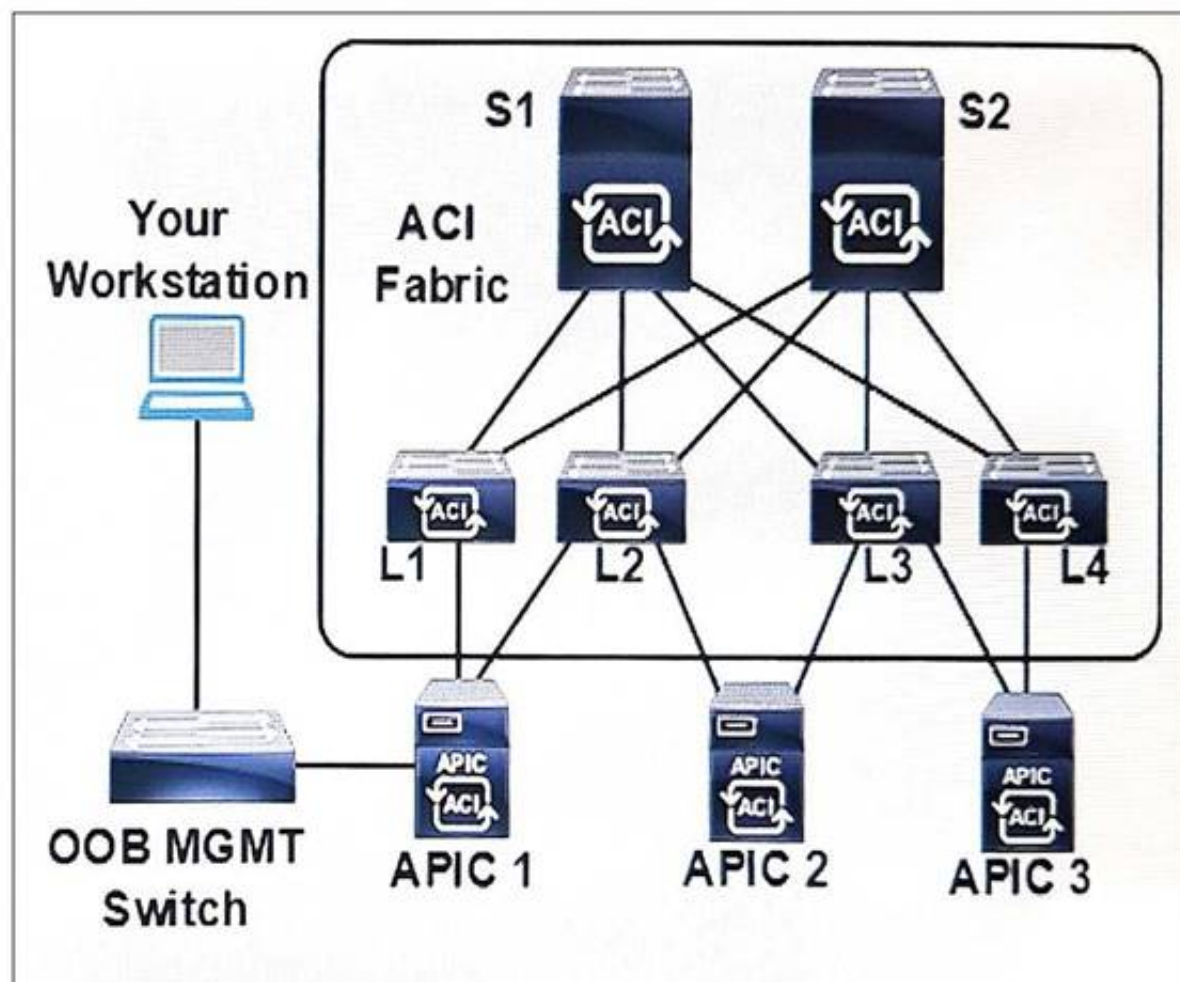 S1
S2
Your
Workstation
ACI
Fabric
ACI
ACI
ACI
ACI
ACI
ACI
L1
L2
L3
L4
APIC
ACI
APIC
ACI
APIC
ACI
OOB MGMT
Switch
APIC 1
APIC 2
APIC 3